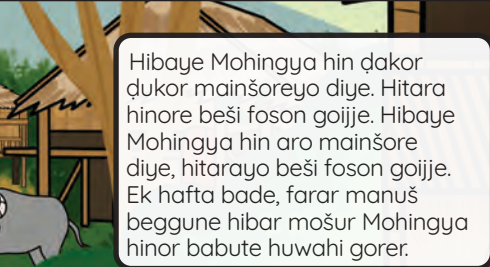 Hibaye Mohingya hin ḍakor
ḍukor mainšoreyo diye. Hitara
hinore beši foson goijje. Hibaye
Mohingya hin aro mainšore
diye, hitarayo beši foson goijje.
Ek hafta bade, farar manuš
beggune hibar mošur Mohingya
hinor babute huwahi gorer.